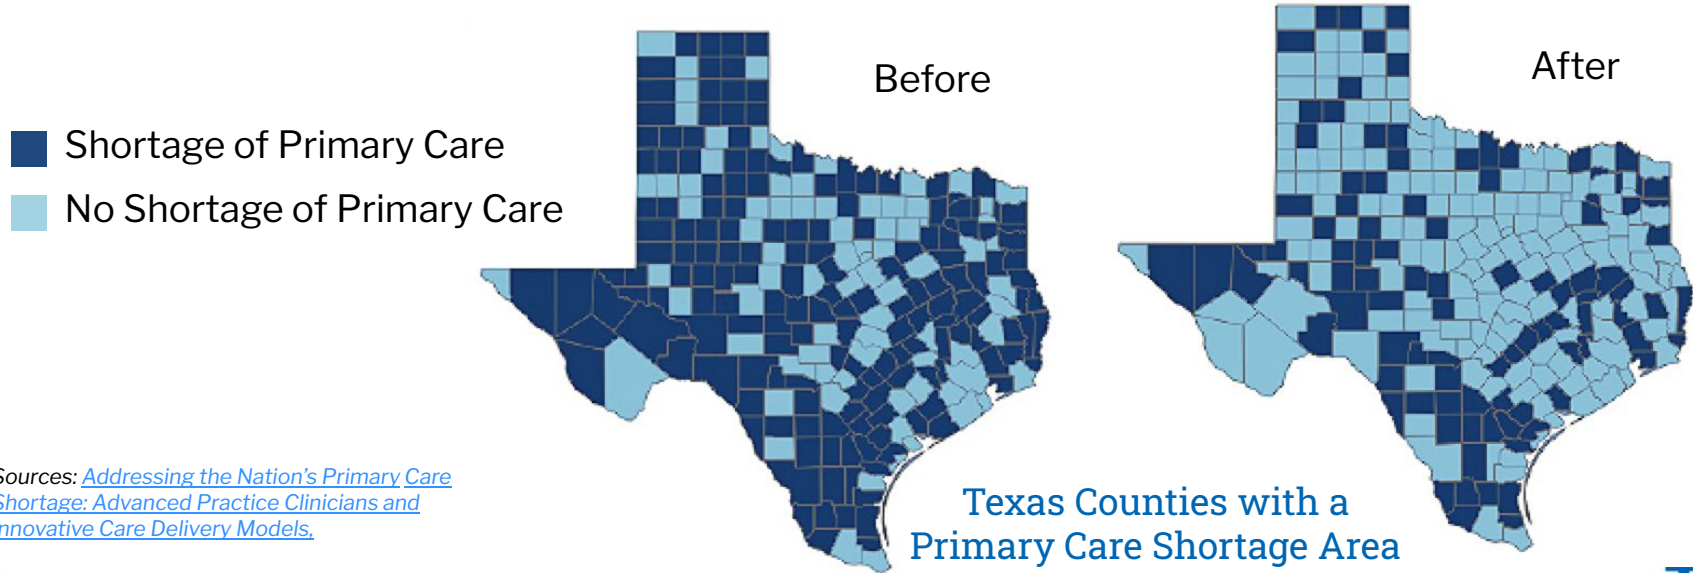 Before
After
Shortage of Primary Care
No Shortage of Primary Care
Sources: Addressing the Nation's Primary Care
Shortage: Advanced Practice Clinicians and
Innovative Care Delivery Models,
Texas Counties with a
Primary Care Shortage Area